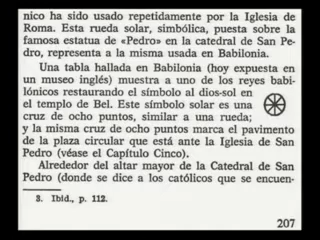 nico ha sido usado repetidamente por la Iglesia de
Roma. Esta rueda solar, simbólica, puesta sobre la
famosa estatua de «Pedro» en la catedral de San Pe-
dro, representa a la misma usada en Babilonia.
Una tabla hallada en Babilonia (hoy expuesta en
un museo inglés) muestra a uno de los reyes babi-
lónicos restaurando el símbolo al dios-sol en
el templo de Bel. Este símbolo solar es una
cruz de ocho puntos, similar a una rueda;
y la misma cruz de ocho puntos marca el pavimento
de la plaza circular que está ante la Iglesia de San
Pedro (véase el Capítulo Cinco).
Alrededor del altar mayor de la Catedral de San
Pedro (donde se dice a los católicos que se encuen-
3. Ibid., p. 112.
207